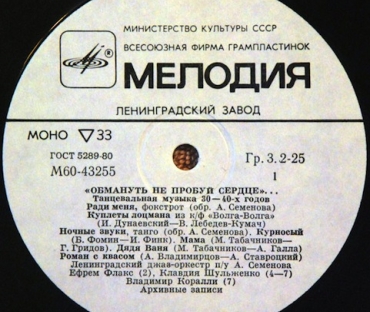 МИНИСТЕРСТВО КУЛЬТУРЫ СССР
ВСЕСОЮЗНАЯ ФИРМА ГРАМПЛАСТИНОК
МЕЛОДИЯ
ЛЕНИНГРАДСКИЙ ЗАВОД
МОНО ▽33
ГОСТ 5289-80 Гр. 3. 2-25
М60-43255 1
«ОБМАНУТЬ НЕ ПРОБУЙ СЕРДЦЕ»...
Танцевальная музыка 30—40-х годов
Ради меня, фокстрот (обр. А. Семенова)
Куплеты лоцмана из к/ф «Волга-Волга»
(И. Дунаевский—В. Лебедев-Кумач)
Ночные звуки, танго (обр. А. Семенова). Курносый
(Б. Фомин—И. Финк). Мама (М. Табачников—
Г. Гридов). Дядя Ваня (М. Табачников—А. Галла)
Роман с квасом (А. Владимирцов—А. Ставроцкий)
Ленинградский джаз-оркестр п/у А. Семенова
Ефрем Флакс (2), Клавдия Шульженко (4—7)
Владимир Коралли (7)
Архивные записи